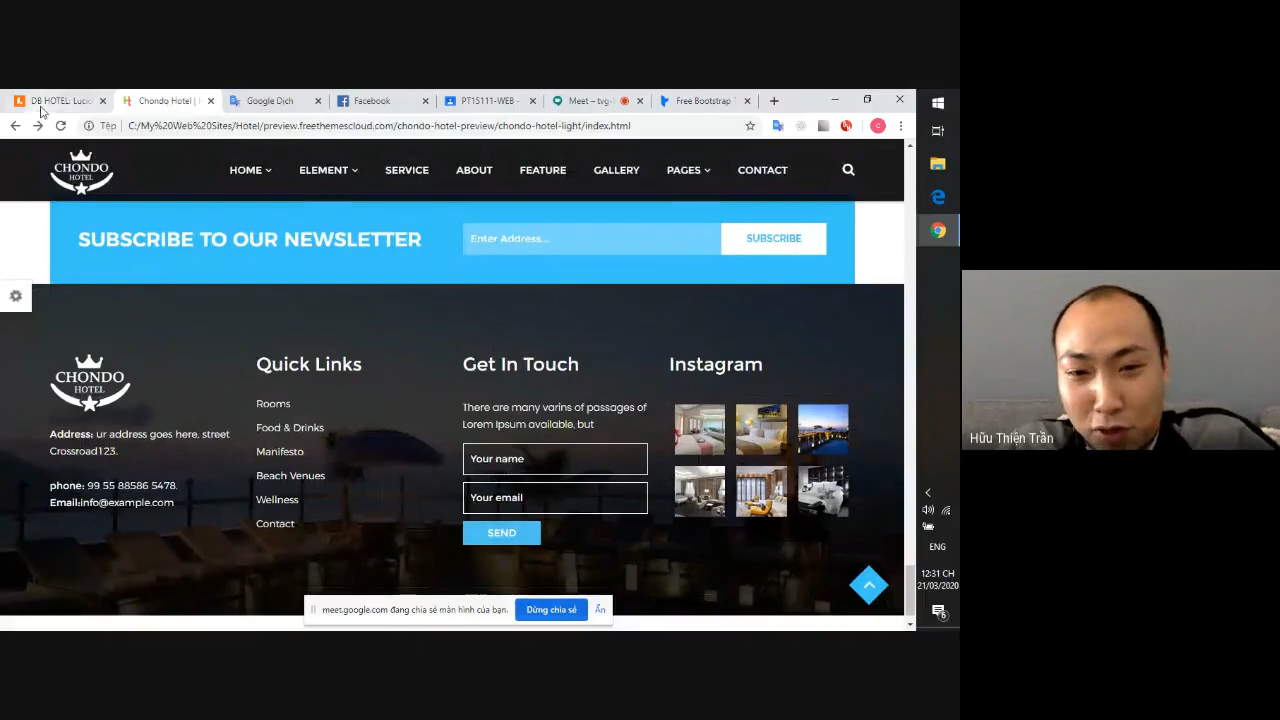 DB HOTEL: Lucid
Chondo Hotel |
Google Dịch
Facebook
PT15111-WEB -
Meet – tvg-
Free Bootstrap
Tệp
C:/My%20Web%20Sites/Hotel/preview.freethemescloud.com/chondo-hotel-preview/chondo-hotel-light/index.html
CHONDO
HOTEL
HOME
ELEMENT
SERVICE
ABOUT
FEATURE
GALLERY
PAGES
CONTACT
SUBSCRIBE TO OUR NEWSLETTER
Enter Address...
SUBSCRIBE
CHONDO
HOTEL
Address: ur address goes here, street
Crossroad123.
phone: 99 55 88586 5478.
Email:info@example.com
Quick Links
Rooms
Food & Drinks
Manifesto
Beach Venues
Wellness
Contact
Get In Touch
There are many varins of passages of
Lorem Ipsum available, but
Your name
Your email
SEND
Instagram
meet.google.com đang chia sẻ màn hình của bạn.
Dừng chia sẻ
Ẩn
ENG
12:31 CH
21/03/2020
6
Hữu Thiện Trần